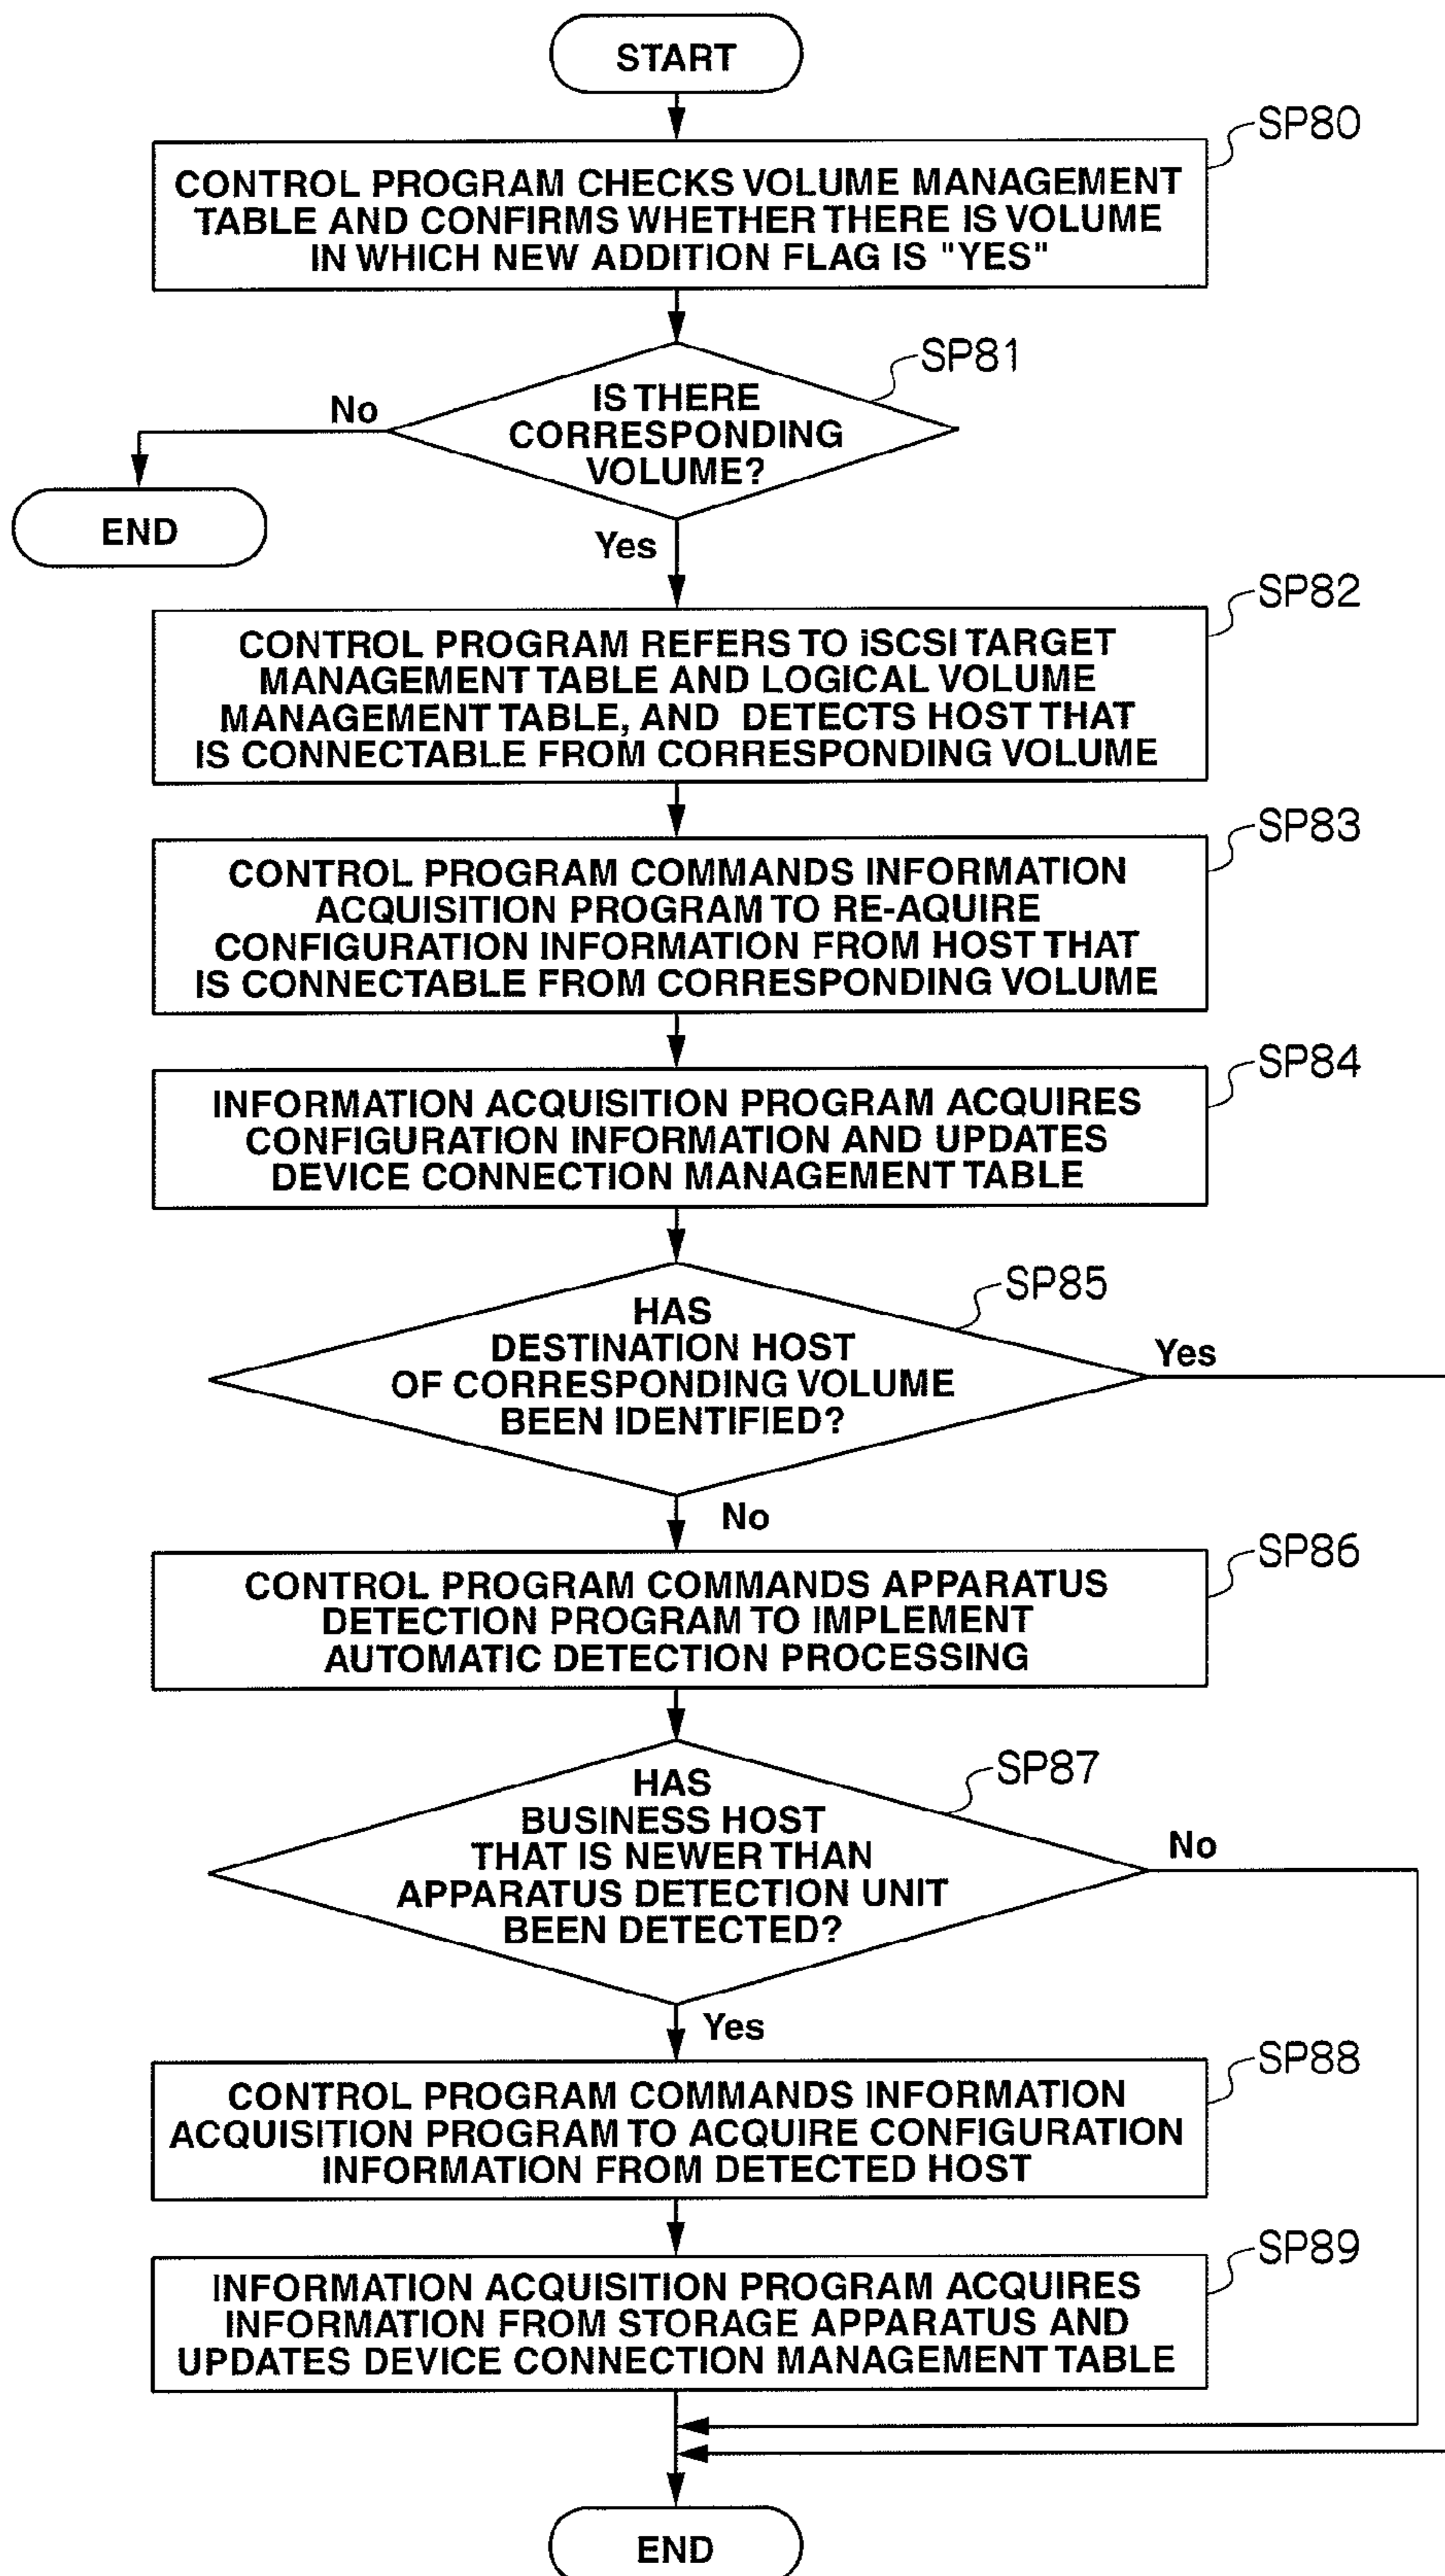 START
SP80
CONTROL PROGRAM CHECKS VOLUME MANAGEMENT
TABLE AND CONFIRMS WHETHER THERE IS VOLUME
IN WHICH NEW ADDITION FLAG IS "YES"
SP81
IS THERE
CORRESPONDING
VOLUME?
No
END
Yes
SP82
CONTROL PROGRAM REFERS TO iSCSI TARGET
MANAGEMENT TABLE AND LOGICAL VOLUME
MANAGEMENT TABLE, AND DETECTS HOST THAT
IS CONNECTABLE FROM CORRESPONDING VOLUME
SP83
CONTROL PROGRAM COMMANDS INFORMATION
ACQUISITION PROGRAM TO RE-AQUIRE
CONFIGURATION INFORMATION FROM HOST THAT
IS CONNECTABLE FROM CORRESPONDING VOLUME
SP84
INFORMATION ACQUISITION PROGRAM ACQUIRES
CONFIGURATION INFORMATION AND UPDATES
DEVICE CONNECTION MANAGEMENT TABLE
SP85
HAS
DESTINATION HOST
OF CORRESPONDING VOLUME
BEEN IDENTIFIED?
Yes
No
SP86
CONTROL PROGRAM COMMANDS APPARATUS
DETECTION PROGRAM TO IMPLEMENT
AUTOMATIC DETECTION PROCESSING
SP87
HAS
BUSINESS HOST
THAT IS NEWER THAN
APPARATUS DETECTION UNIT
BEEN DETECTED?
No
Yes
SP88
CONTROL PROGRAM COMMANDS INFORMATION
ACQUISITION PROGRAM TO ACQUIRE CONFIGURATION
INFORMATION FROM DETECTED HOST
SP89
INFORMATION ACQUISITION PROGRAM ACQUIRES
INFORMATION FROM STORAGE APPARATUS AND
UPDATES DEVICE CONNECTION MANAGEMENT TABLE
END